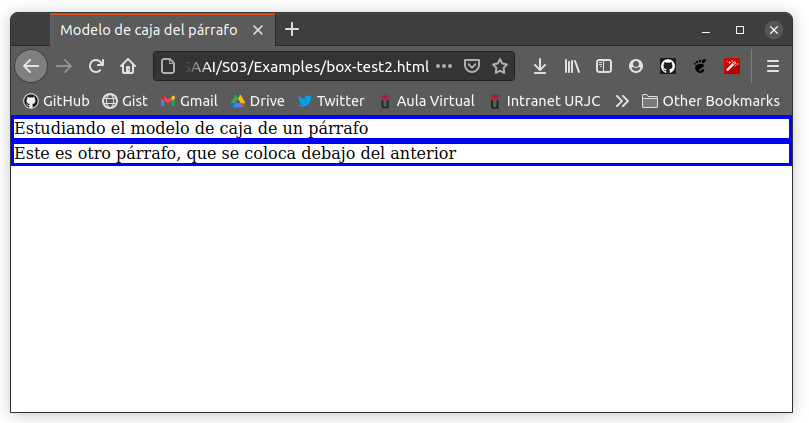 Modelo de caja del párrafo
SAAI/S03/Examples/box-test2.html
GitHub Gist Gmail Drive Twitter Aula Virtual Intranet URJC Other Bookmarks
Estudiando el modelo de caja de un párrafo
Este es otro párrafo, que se coloca debajo del anterior